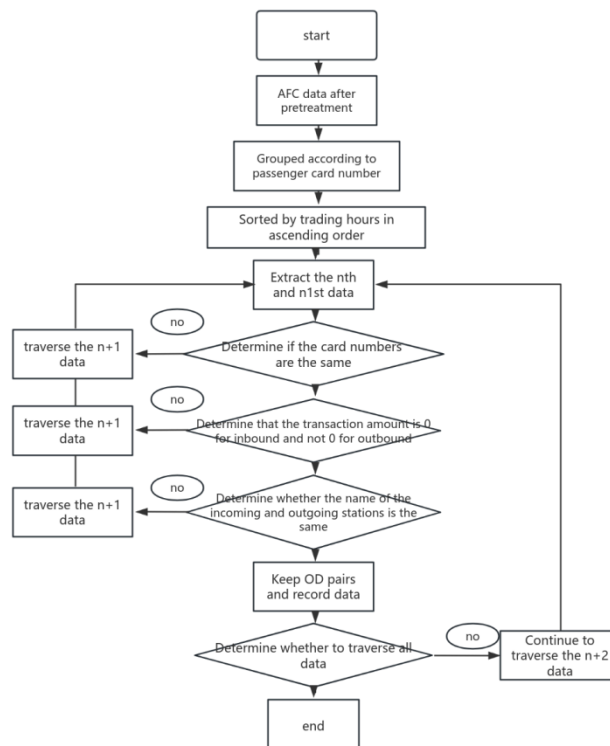 start
AFC data after
pretreatment
Grouped according to
passenger card number
Sorted by trading hours in
ascending order
Extract the nth
and n1st data
no
traverse the n+1
data
Determine if the card numbers
are the same
no
traverse the n+1
data
Determine that the transaction amount is 0
for inbound and not 0 for outbound
no
traverse the n+1
data
Determine whether the name of the
incoming and outgoing stations is the
same
Keep OD pairs
and record data
Determine whether to traverse all
data
no
Continue to
traverse the n+2
data
end